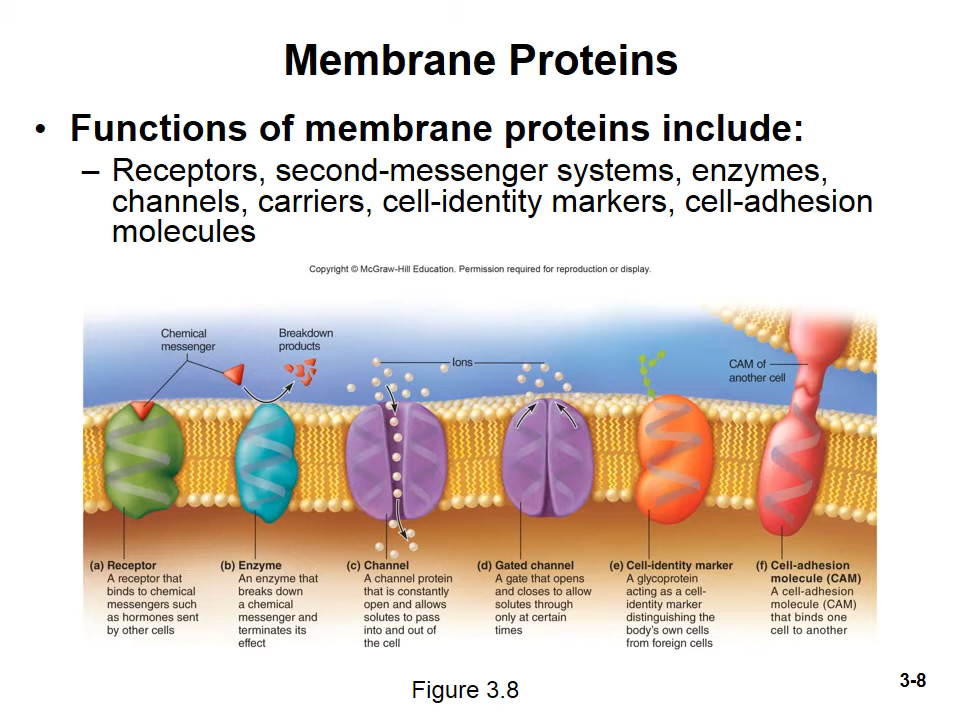 Membrane Proteins
• Functions of membrane proteins include:
– Receptors, second-messenger systems, enzymes,
channels, carriers, cell-identity markers, cell-adhesion
molecules
Copyright © McGraw-Hill Education. Permission required for reproduction or display.
Chemical
messenger
Breakdown
products
Ions
CAM of
another cell
(a) Receptor
A receptor that
binds to chemical
messengers such
as hormones sent
by other cells
(b) Enzyme
An enzyme that
breaks down
a chemical
messenger and
terminates its
effect
(c) Channel
A channel protein
that is constantly
open and allows
solutes to pass
into and out of
the cell
(d) Gated channel
A gate that opens
and closes to allow
solutes through
only at certain
times
(e) Cell-identity marker
A glycoprotein
acting as a cell-
identity marker
distinguishing the
body's own cells
from foreign cells
(f) Cell-adhesion
molecule (CAM)
A cell-adhesion
molecule (CAM)
that binds one
cell to another
Figure 3.8
3-8